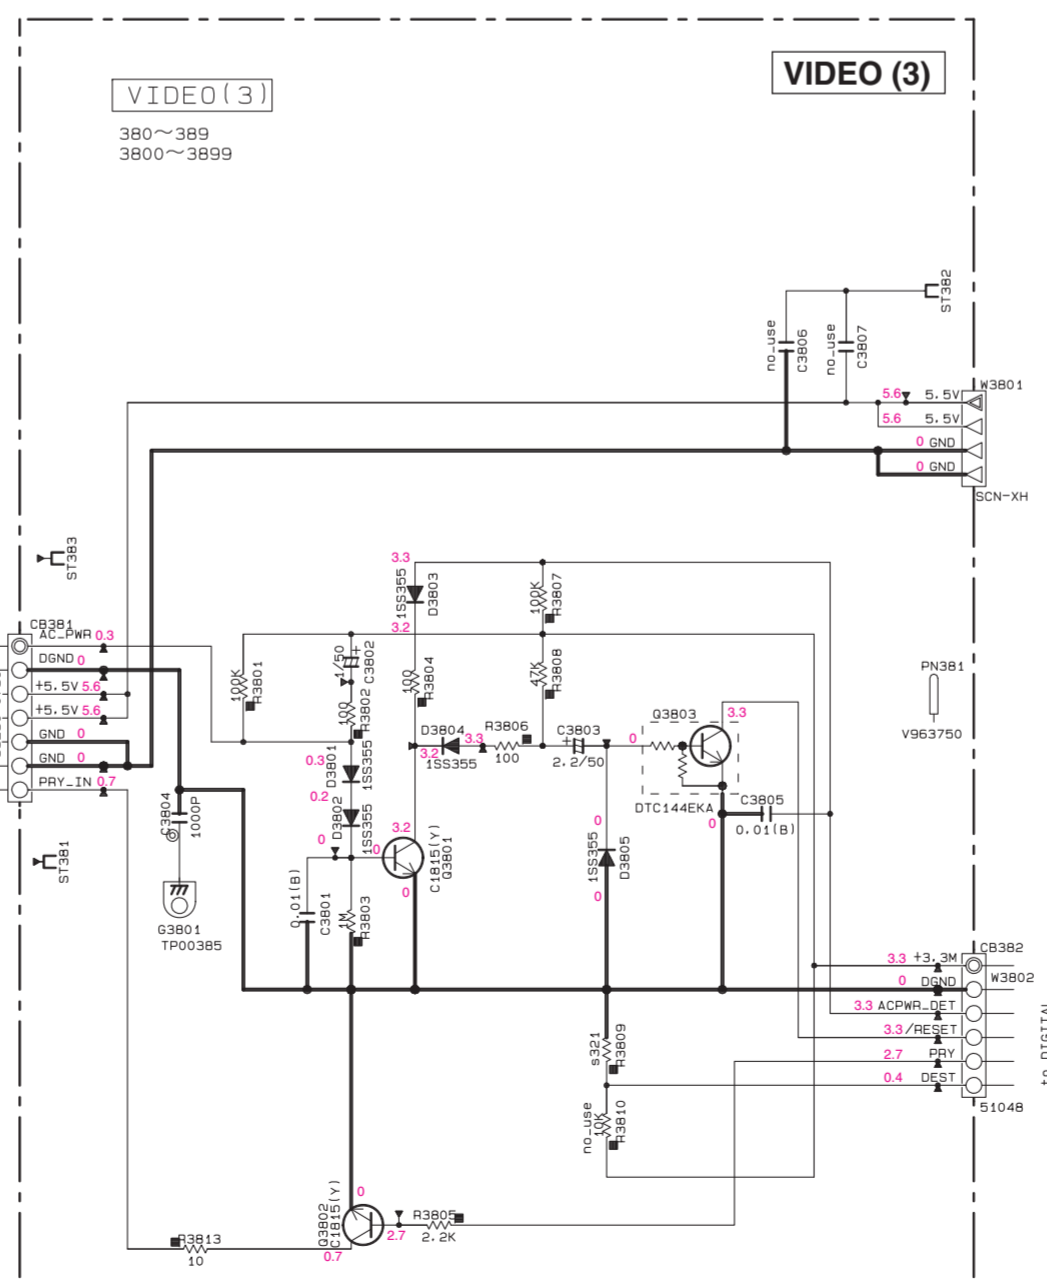 VIDEO (3)
VIDEO(3)
380～389
3800～3899
ST382
no_use
C3806
no_use
C3807
W3801
5.6 5.5V
5.6 5.5V
0 GND
0 GND
SCN-XH
ST383
CB381
AC_PWR 0.3
DGND 0
+5.5V 5.6
+5.5V 5.6
GND 0
GND 0
PRY_IN 0.7
ST381
C3804
1000P
G3801
TP00385
100K
R3801
1/50
C3802
+
100
R3802
0.3
D3801
1SS355
0.2
D3802
1SS355
0
0
0.01(B)
C3801
1M
R3803
3.3
1SS355
D3803
3.2
100
R3804
D3804
3.2
3.3
1SS355
R3806
100
3.2
C1815(Y)
Q3801
0
100K
R3807
47K
R3808
C3803
+
2.2/50
0
Q3803
3.3
DTC144EKA
0
C3805
0.01(B)
0
1SS355
D3805
0
PN381
V963750
CB382
3.3 +3.3M
W3802
0 DGND
3.3 ACPWR_DET
3.3 /RESET
2.7 PRY
0.4 DEST
51048
to DIGITAL
s321
R3809
no_use
10K
R3810
0
Q3802
C1815(Y)
0.7
2.7
R3805
2.2K
R3813
10